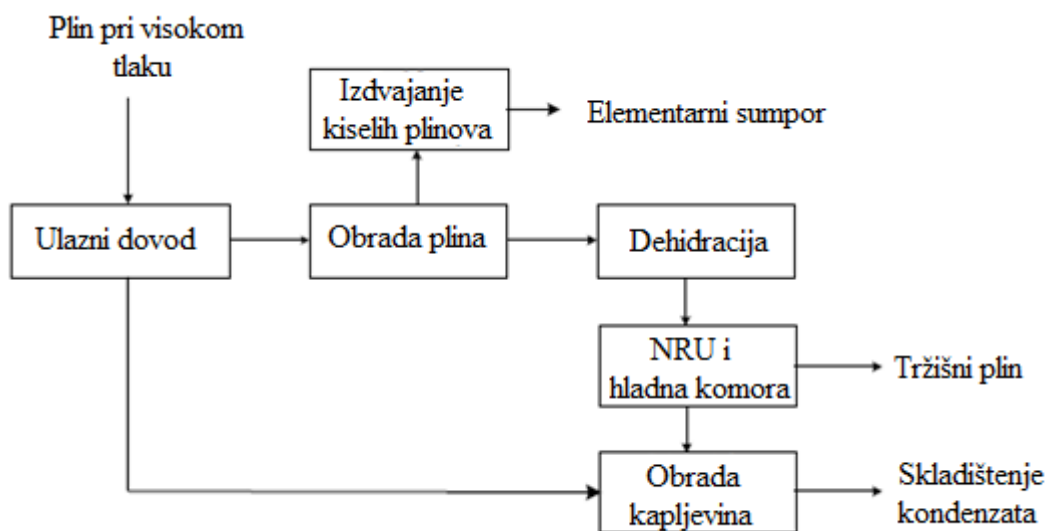 Plin pri visokom
tlaku
Izdvajanje
kiselih plinova
Elementarni sumpor
Ulazni dovod
Obrada plina
Dehidracija
NRU i
hladna komora
Tržišni plin
Obrada
kapljevina
Skladištenje
kondenzata